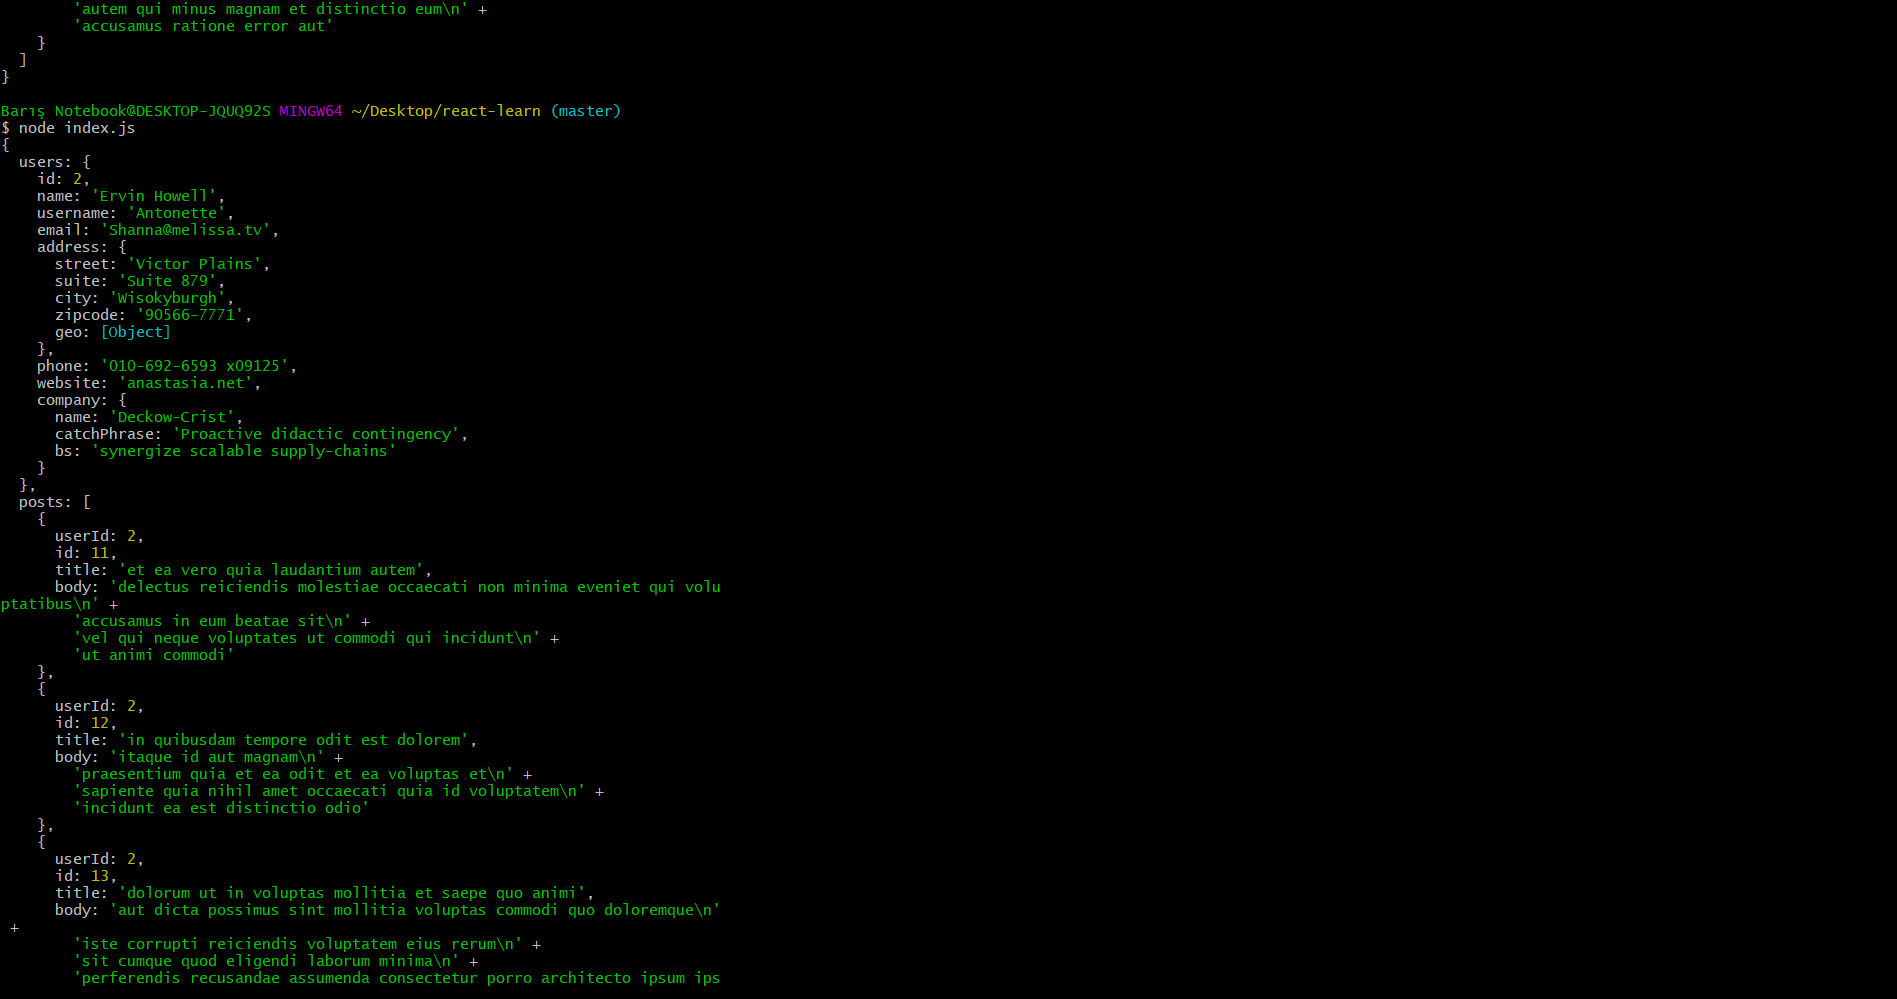 'autem qui minus magnam et distinctio eum\n' +
        'accusamus ratione error aut'
    }
  ]
}
Barış Notebook@DESKTOP-JQUQ92S MINGW64 ~/Desktop/react-learn (master)
$ node index.js
{
  users: {
    id: 2,
    name: 'Ervin Howell',
    username: 'Antonette',
    email: 'Shanna@melissa.tv',
    address: {
      street: 'Victor Plains',
      suite: 'Suite 879',
      city: 'Wisokyburgh',
      zipcode: '90566-7771',
      geo: [Object]
    },
    phone: '010-692-6593 x09125',
    website: 'anastasia.net',
    company: {
      name: 'Deckow-Crist',
      catchPhrase: 'Proactive didactic contingency',
      bs: 'synergize scalable supply-chains'
    }
  },
  posts: [
    {
      userId: 2,
      id: 11,
      title: 'et ea vero quia laudantium autem',
      body: 'delectus reiciendis molestiae occaecati non minima eveniet qui volu
ptatibus\n' +
        'accusamus in eum beatae sit\n' +
        'vel qui neque voluptates ut commodi qui incidunt\n' +
        'ut animi commodi'
    },
    {
      userId: 2,
      id: 12,
      title: 'in quibusdam tempore odit est dolorem',
      body: 'itaque id aut magnam\n' +
        'praesentium quia et ea odit et ea voluptas et\n' +
        'sapiente quia nihil amet occaecati quia id voluptatem\n' +
        'incidunt ea est distinctio odio'
    },
    {
      userId: 2,
      id: 13,
      title: 'dolorum ut in voluptas mollitia et saepe quo animi',
      body: 'aut dicta possimus sint mollitia voluptas commodi quo doloremque\n'
 +
        'iste corrupti reiciendis voluptatem eius rerum\n' +
        'sit cumque quod eligendi laborum minima\n' +
        'perferendis recusandae assumenda consectetur porro architecto ipsum ips